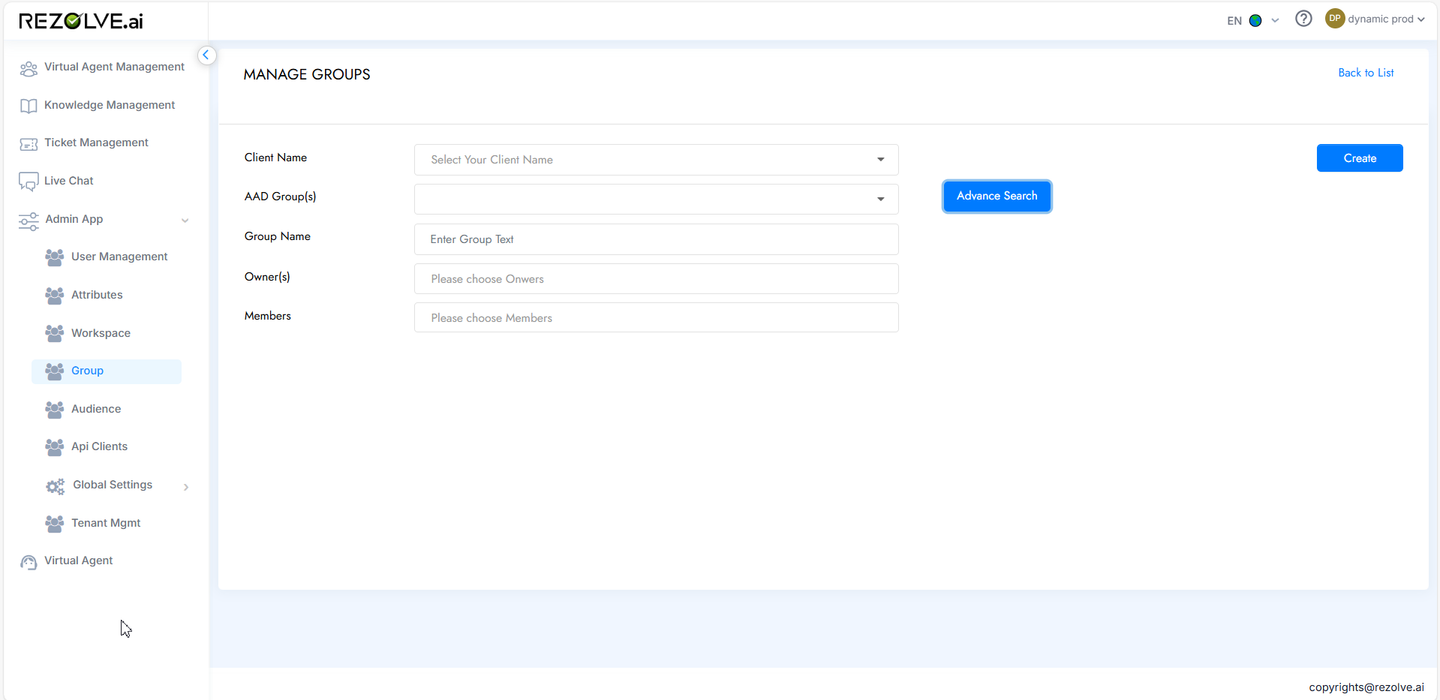 REZOLVE.ai
EN
DP
dynamic prod
Virtual Agent Management
Knowledge Management
Ticket Management
Live Chat
Admin App
User Management
Attributes
Workspace
Group
Audience
Api Clients
Global Settings
Tenant Mgmt
Virtual Agent
MANAGE GROUPS
Back to List
Client Name
Select Your Client Name
Create
AAD Group(s)
Advance Search
Group Name
Enter Group Text
Owner(s)
Please choose Onwers
Members
Please choose Members
copyrights@rezolve.ai